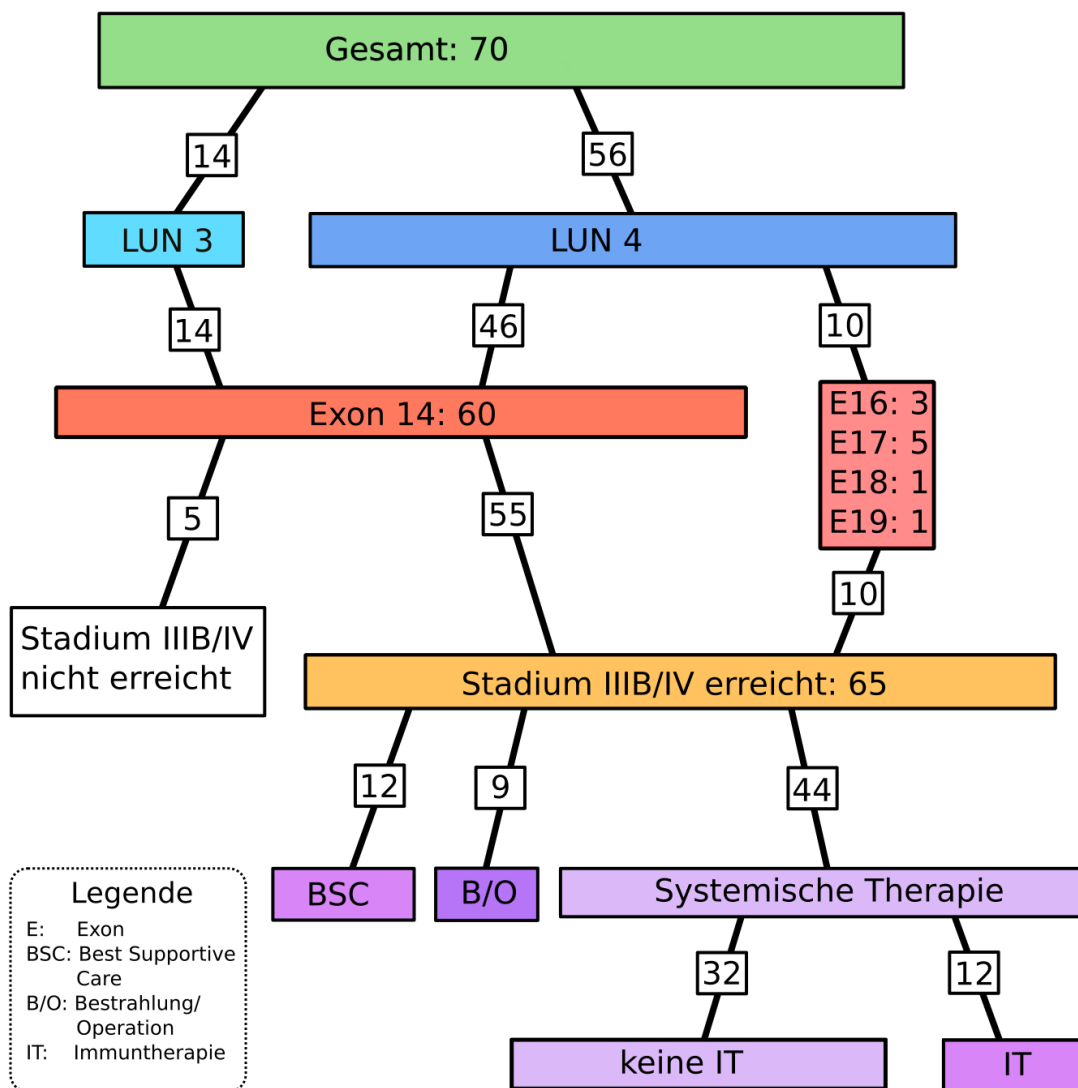 Gesamt: 70
14
56
LUN 3
LUN 4
14
46
10
Exon 14: 60
E16: 3
E17: 5
E18: 1
E19: 1
5
55
10
Stadium IIIB/IV
nicht erreicht
Stadium IIIB/IV erreicht: 65
12
9
44
BSC
B/O
Systemische Therapie
32
12
keine IT
IT
Legende
E: Exon
BSC: Best Supportive
Care
B/O: Bestrahlung/
Operation
IT: Immuntherapie